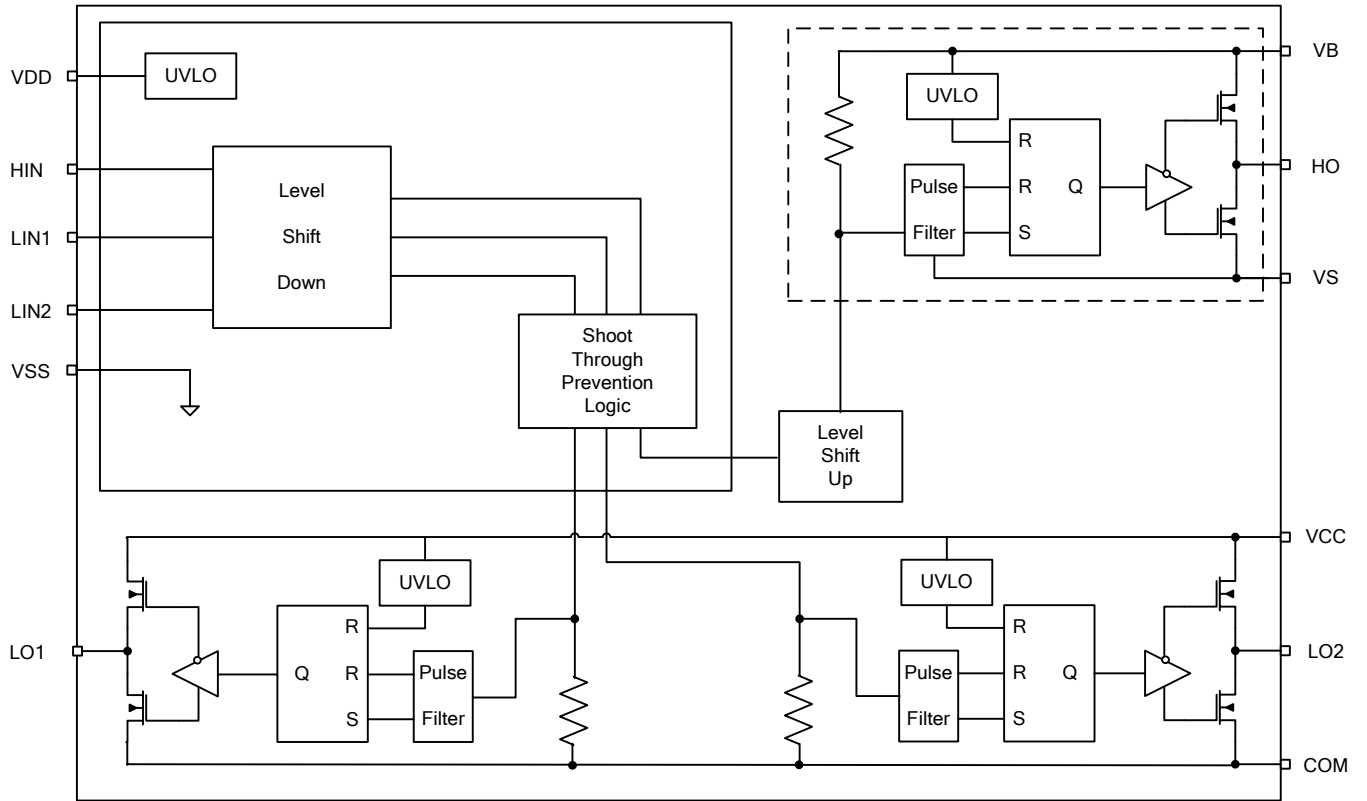 VDD
UVLO
HIN
LIN1
LIN2
VSS
Level
Shift
Down
Shoot
Through
Prevention
Logic
Level
Shift
Up
VB
UVLO
R
Pulse
R
Q
Filter
S
HO
VS
VCC
UVLO
R
Q
R
Pulse
S
Filter
LO1
UVLO
R
Pulse
R
Q
Filter
S
LO2
COM